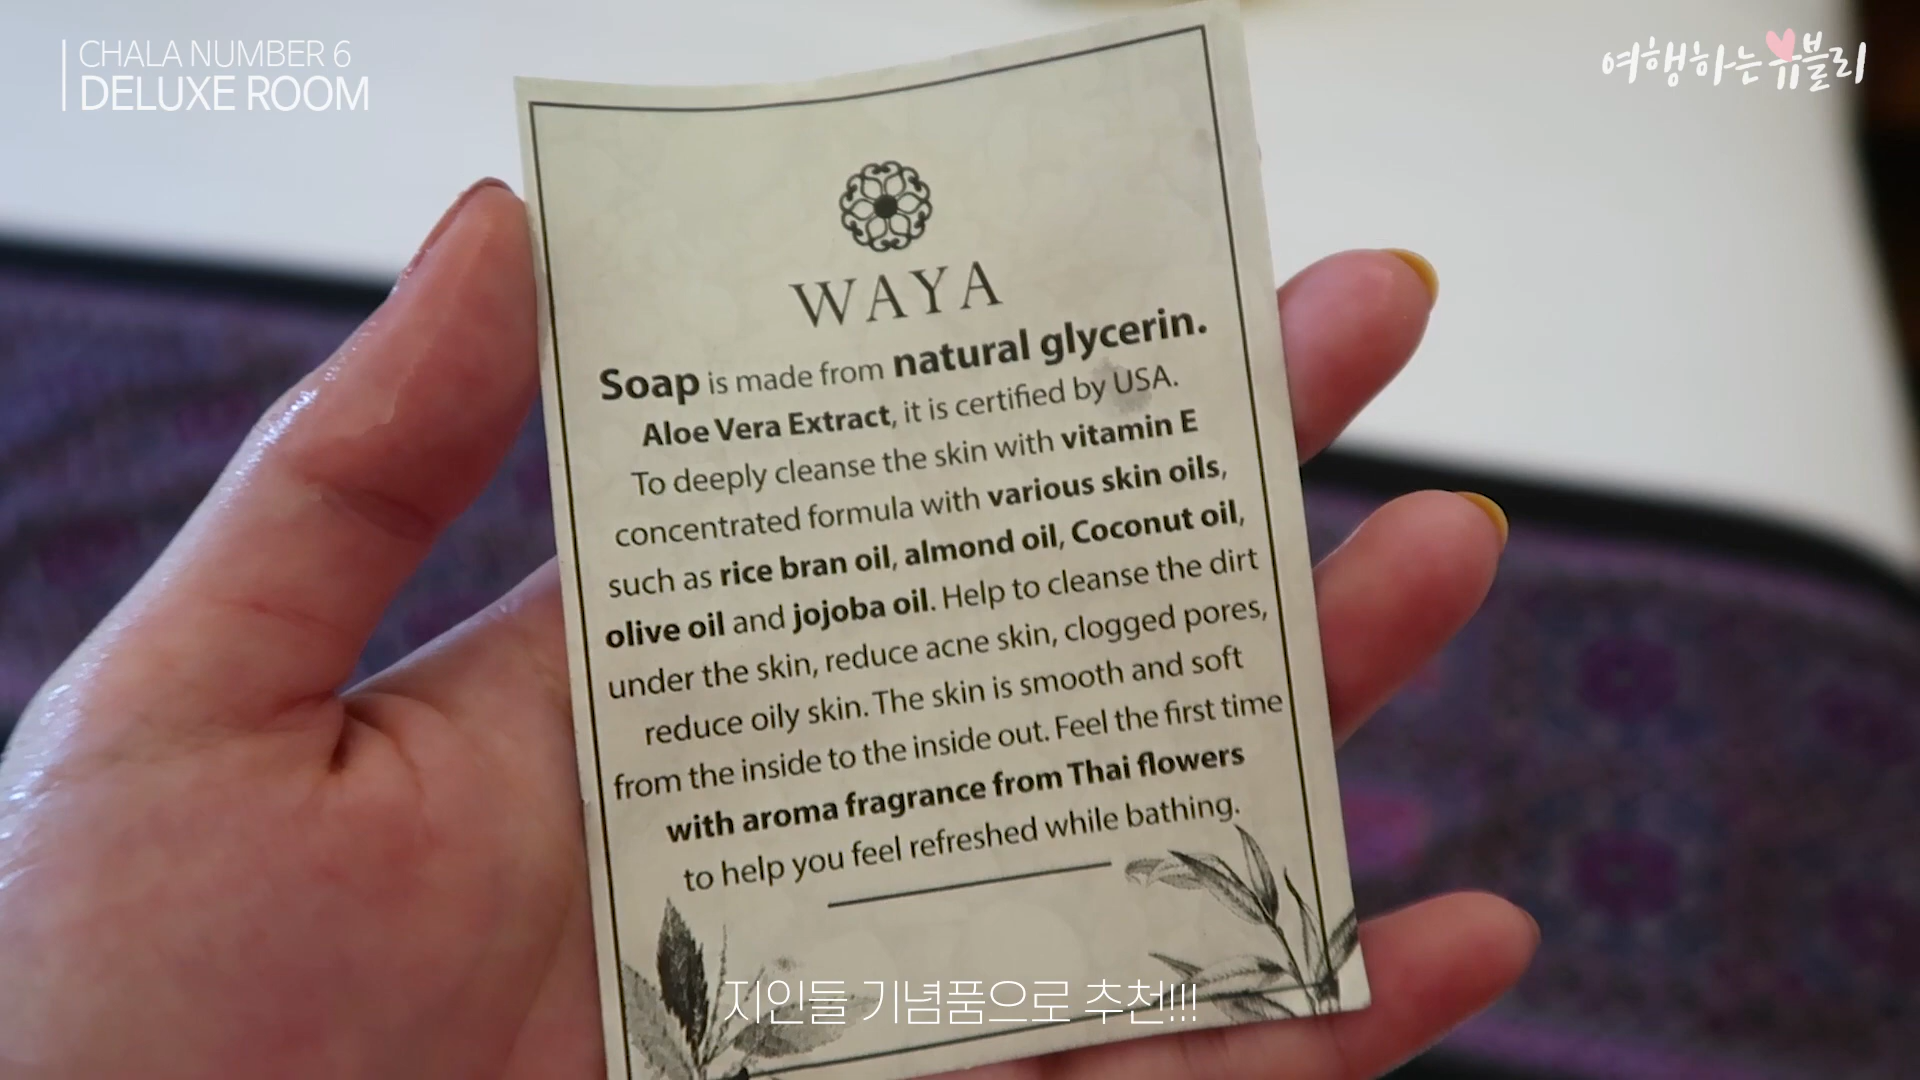 CHALA NUMBER 6
DELUXE ROOM
여행하는 유블리
WAYA
Soap is made from natural glycerin.
Aloe Vera Extract, it is certified by USA.
To deeply cleanse the skin with vitamin E
concentrated formula with various skin oils,
such as rice bran oil, almond oil, Coconut oil,
olive oil and jojoba oil. Help to cleanse the dirt
under the skin, reduce acne skin, clogged pores,
reduce oily skin. The skin is smooth and soft
from the inside to the inside out. Feel the first time
with aroma fragrance from Thai flowers
to help you feel refreshed while bathing.
지인들 기념품으로 추천!!!